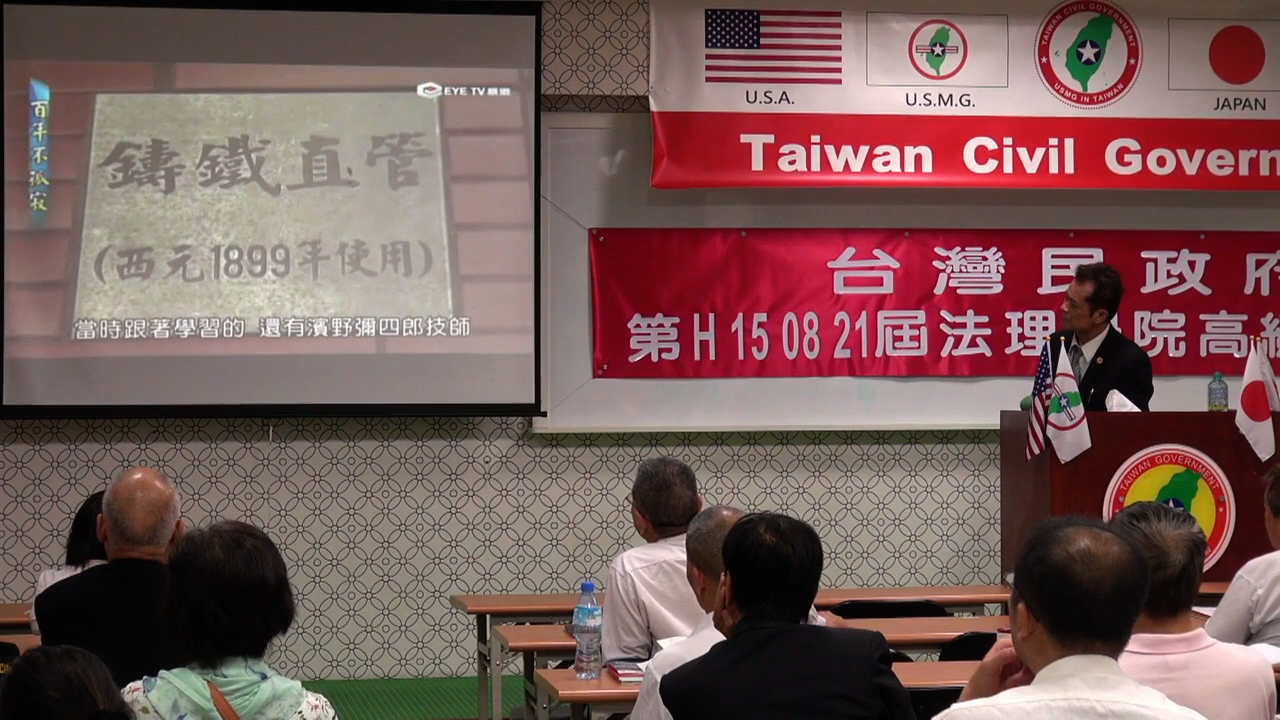 EYE TV
百年不孤寂
鑄鐵直管
(西元1899年使用)
當時跟著學習的 還有濱野彌四郎技師
U.S.A.
U.S.M.G.
TAIWAN CIVIL GOVERNMENT
USMG IN TAIWAN
JAPAN
Taiwan Civil Govern
台灣民政府
第H 15 08 21屆法理 院高
TAIWAN GOVERNMENT